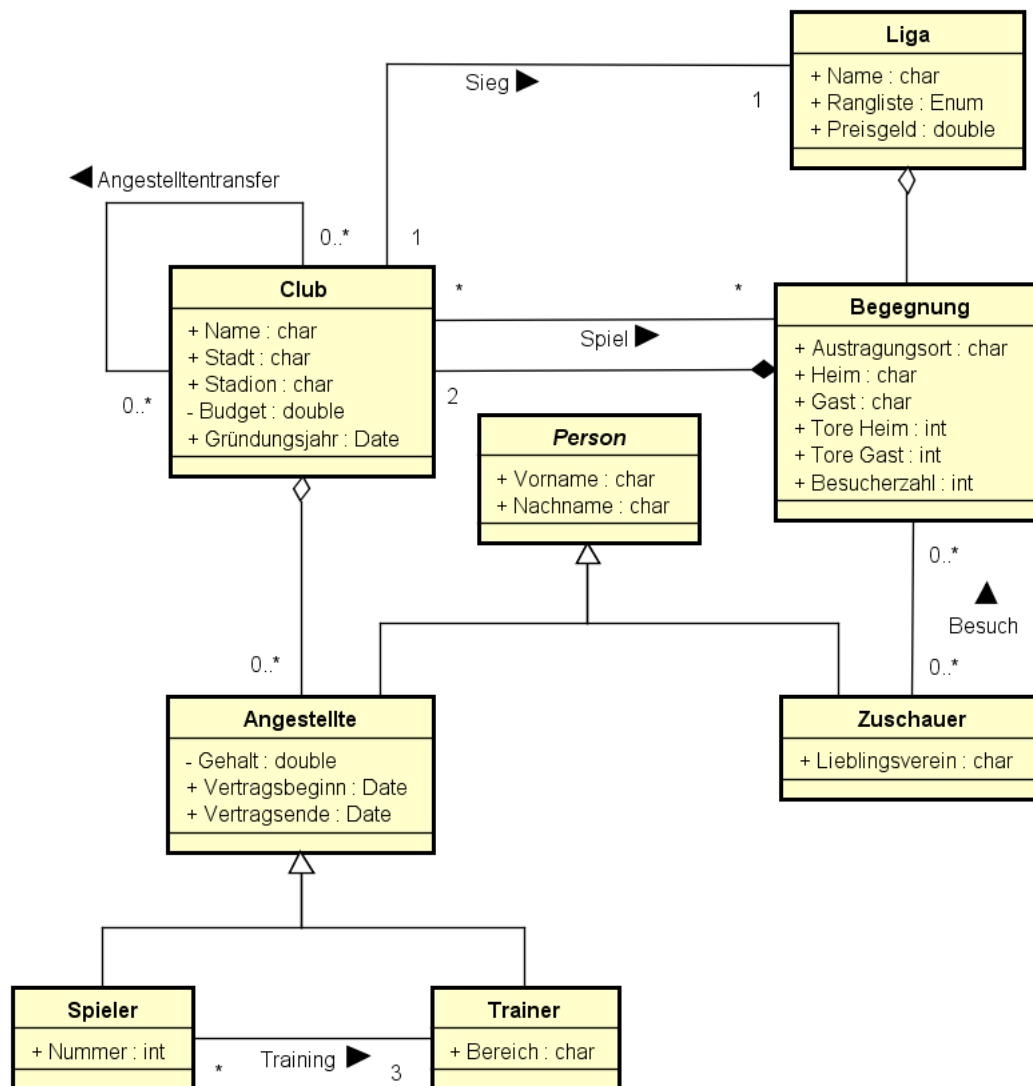 Liga
+ Name : char
+ Rangliste : Enum
+ Preisgeld : double
Sieg
1
Angestelltentransfer
0..*
1
Club
+ Name : char
+ Stadt : char
+ Stadion : char
- Budget : double
+ Gründungsjahr : Date
0..*
*
*
Spiel
2
Begegnung
+ Austragungsort : char
+ Heim : char
+ Gast : char
+ Tore Heim : int
+ Tore Gast : int
+ Besucherzahl : int
Person
+ Vorname : char
+ Nachname : char
0..*
Besuch
0..*
0..*
Angestellte
- Gehalt : double
+ Vertragsbeginn : Date
+ Vertragsende : Date
Zuschauer
+ Lieblingsverein : char
Spieler
+ Nummer : int
*
Training
3
Trainer
+ Bereich : char